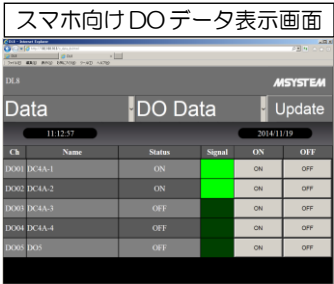 スマホ向けDOデータ表示画面
DL8 MSYSTEM
Data DO Data Update
11:12:57 2014/11/19
Ch Name Status Signal ON OFF
DO01 DC4A-1 ON ON OFF
DO02 DC4A-2 ON ON OFF
DO03 DC4A-3 OFF ON OFF
DO04 DC4A-4 OFF ON OFF
DO05 DO5 OFF ON OFF